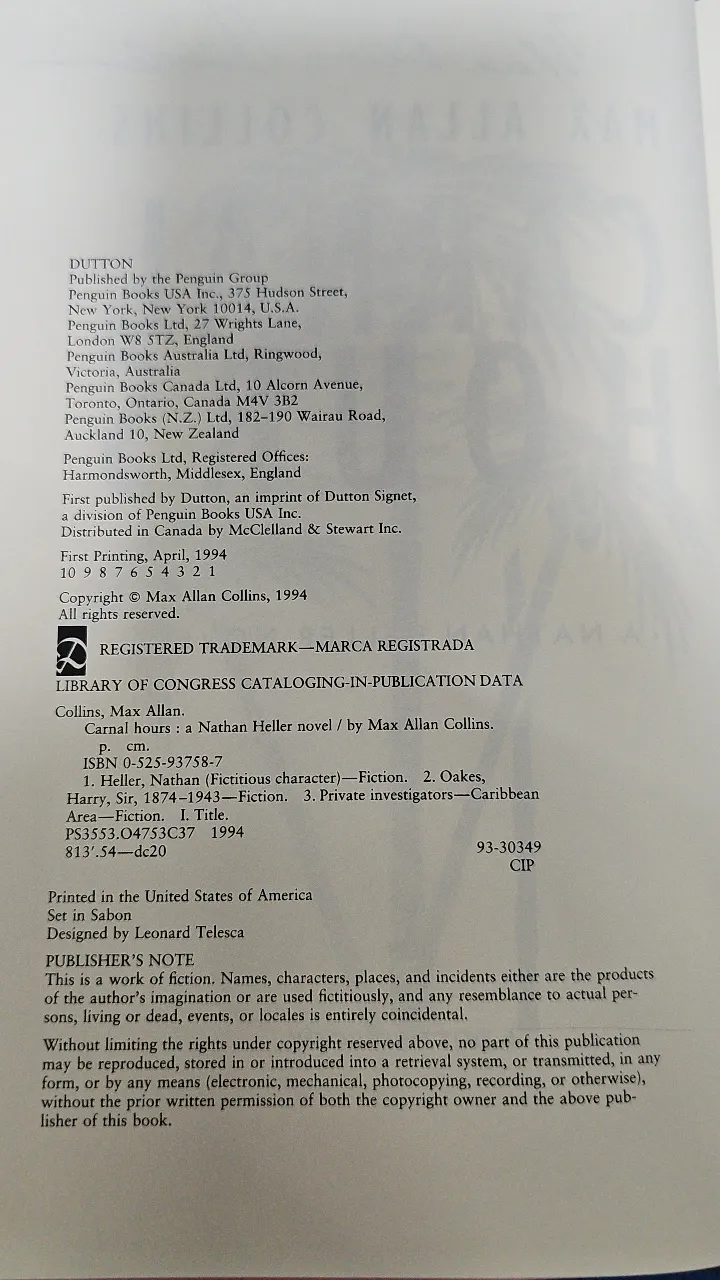 DUTTON
Published by the Penguin Group
Penguin Books USA Inc., 375 Hudson Street,
New York, New York 10014, U.S.A.
Penguin Books Ltd, 27 Wrights Lane,
London W8 5TZ, England
Penguin Books Australia Ltd, Ringwood,
Victoria, Australia
Penguin Books Canada Ltd, 10 Alcorn Avenue,
Toronto, Ontario, Canada M4V 3B2
Penguin Books (N.Z.) Ltd, 182–190 Wairau Road,
Auckland 10, New Zealand
Penguin Books Ltd, Registered Offices:
Harmondsworth, Middlesex, England
First published by Dutton, an imprint of Dutton Signet,
a division of Penguin Books USA Inc.
Distributed in Canada by McClelland & Stewart Inc.
First Printing, April, 1994
10 9 8 7 6 5 4 3 2 1
Copyright © Max Allan Collins, 1994
All rights reserved.
REGISTERED TRADEMARK—MARCA REGISTRADA
LIBRARY OF CONGRESS CATALOGING-IN-PUBLICATION DATA
Collins, Max Allan.
Carnal hours : a Nathan Heller novel / by Max Allan Collins.
p. cm.
ISBN 0-525-93758-7
1. Heller, Nathan (Fictitious character)—Fiction. 2. Oakes,
Harry, Sir, 1874–1943—Fiction. 3. Private investigators—Caribbean
Area—Fiction. I. Title.
PS3553.O4753C37 1994
813'.54—dc20 93-30349
CIP
Printed in the United States of America
Set in Sabon
Designed by Leonard Telesca
PUBLISHER'S NOTE
This is a work of fiction. Names, characters, places, and incidents either are the products
of the author's imagination or are used fictitiously, and any resemblance to actual per-
sons, living or dead, events, or locales is entirely coincidental.
Without limiting the rights under copyright reserved above, no part of this publication
may be reproduced, stored in or introduced into a retrieval system, or transmitted, in any
form, or by any means (electronic, mechanical, photocopying, recording, or otherwise),
without the prior written permission of both the copyright owner and the above pub-
lisher of this book.